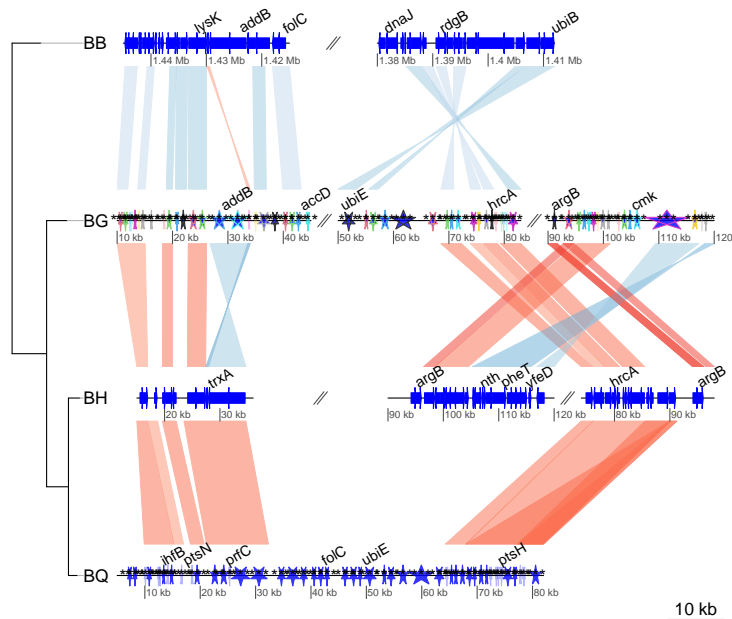 lysK addB folC dnaJ rdgB ubiB
BB //
1.44 Mb 1.43 Mb 1.42 Mb 1.38 Mb 1.39 Mb 1.4 Mb 1.41 Mb
addB accD ubiE hrcA argB cmk
BG // //
10 kb 20 kb 30 kb 40 kb 50 kb 60 kb 70 kb 80 kb 90 kb 100 kb 110 kb 120
trxA argB nth pheT yfeD hrcA argB
BH // //
20 kb 30 kb 90 kb 100 kb 110 kb 120 kb 80 kb 90 kb
ihfB ptsN prfC folC ubiE ptsH
BQ
10 kb 20 kb 30 kb 40 kb 50 kb 60 kb 70 kb 80 kb
10 kb